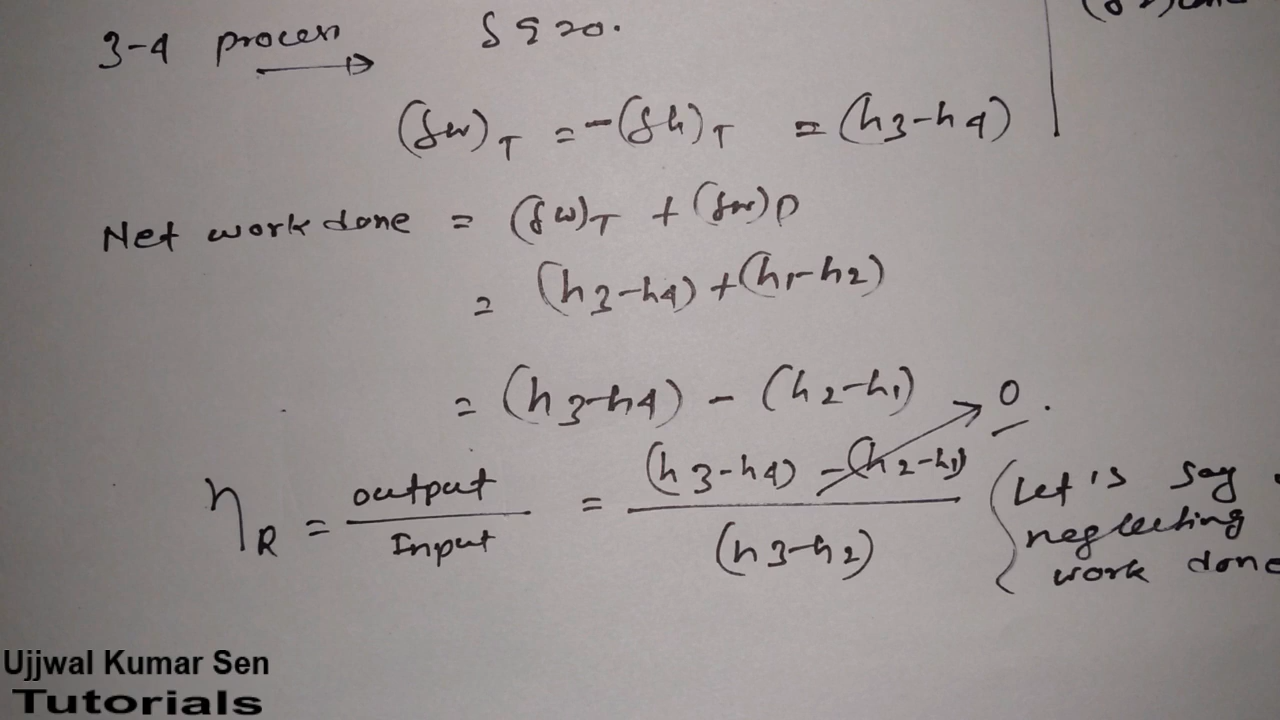 3-4 process δq=0.
(δw)T = -(δh)T = (h3-h4)
Net work done = (δw)T + (δw)P
= (h3-h4) + (h1-h2)
= (h3-h4) - (h2-h1)
0.
ηR = output / Input = (h3-h4) - (h2-h1) / (h3-h2)
(Let's say
neglecting
work done
Ujjwal Kumar Sen
Tutorials